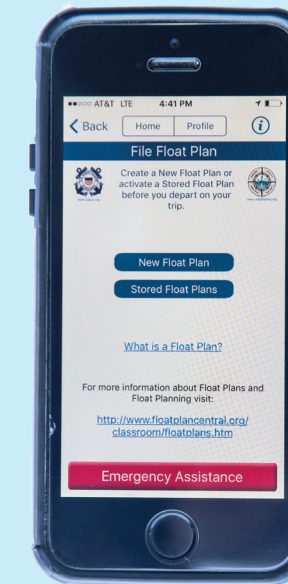 AT&T LTE 4:41 PM
Back Home Profile i
File Float Plan
Create a New Float Plan or
activate a Stored Float Plan
before you depart on your
trip.
New Float Plan
Stored Float Plans
What is a Float Plan?
For more information about Float Plans and
Float Planning visit:
http://www.floatplancentral.org/
classroom/floatplans.htm
Emergency Assistance